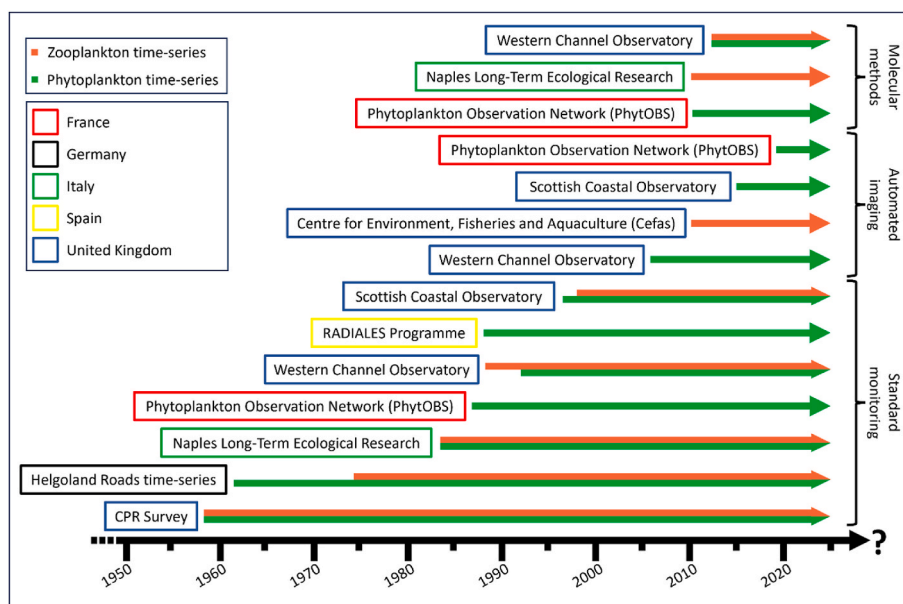 Zooplankton time-series
Phytoplankton time-series
France
Germany
Italy
Spain
United Kingdom
Western Channel Observatory
Naples Long-Term Ecological Research
Phytoplankton Observation Network (PhytOBS)
Molecular
methods
Phytoplankton Observation Network (PhytOBS)
Scottish Coastal Observatory
Centre for Environment, Fisheries and Aquaculture (Cefas)
Western Channel Observatory
Automated
imaging
Scottish Coastal Observatory
RADIALES Programme
Western Channel Observatory
Phytoplankton Observation Network (PhytOBS)
Naples Long-Term Ecological Research
Helgoland Roads time-series
CPR Survey
Standard
monitoring
?
1950 1960 1970 1980 1990 2000 2010 2020